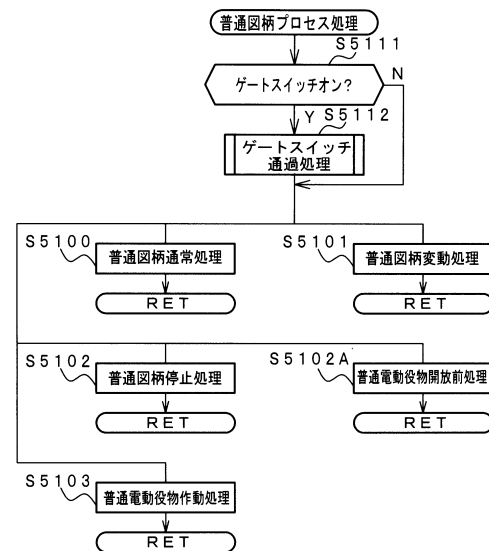 普通図柄プロセス処理
S5111
ゲートスイッチオン?
N
Y
S5112
ゲートスイッチ
通過処理
S5100
普通図柄通常処理
RET
S5101
普通図柄変動処理
RET
S5102
普通図柄停止処理
RET
S5102A
普通電動役物開放前処理
RET
S5103
普通電動役物作動処理
RET